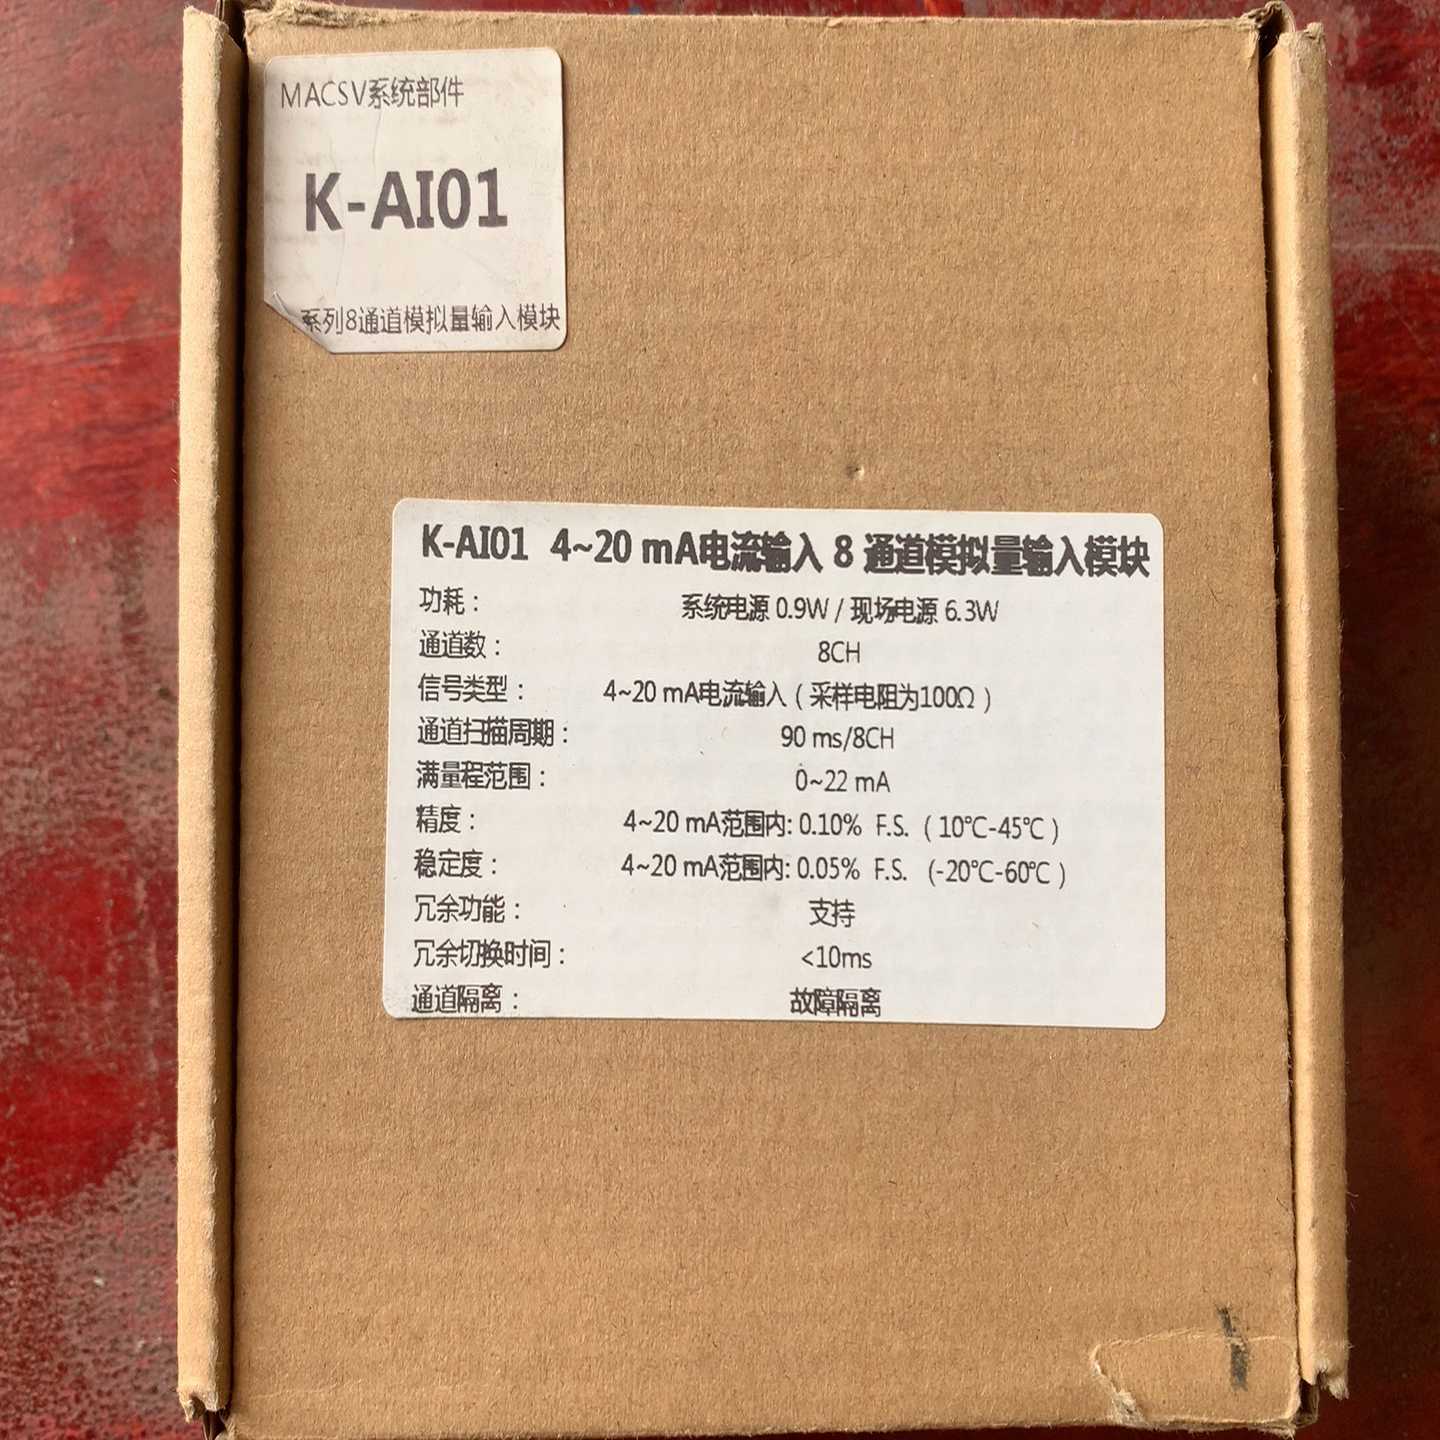 MACSV系统部件
K-AI01
系列8通道模拟量输入模块
K-AI01 4~20 mA电流输入 8 通道模拟量输入模块
功耗： 系统电源 0.9W / 现场电源 6.3W
通道数： 8CH
信号类型： 4~20 mA电流输入（采样电阻为100Ω）
通道扫描周期： 90 ms/8CH
满量程范围： 0~22 mA
精度： 4~20 mA范围内: 0.10% F.S.（10℃-45℃）
稳定度： 4~20 mA范围内: 0.05% F.S. (-20℃-60℃）
冗余功能： 支持
冗余切换时间： <10ms
通道隔离： 故障隔离